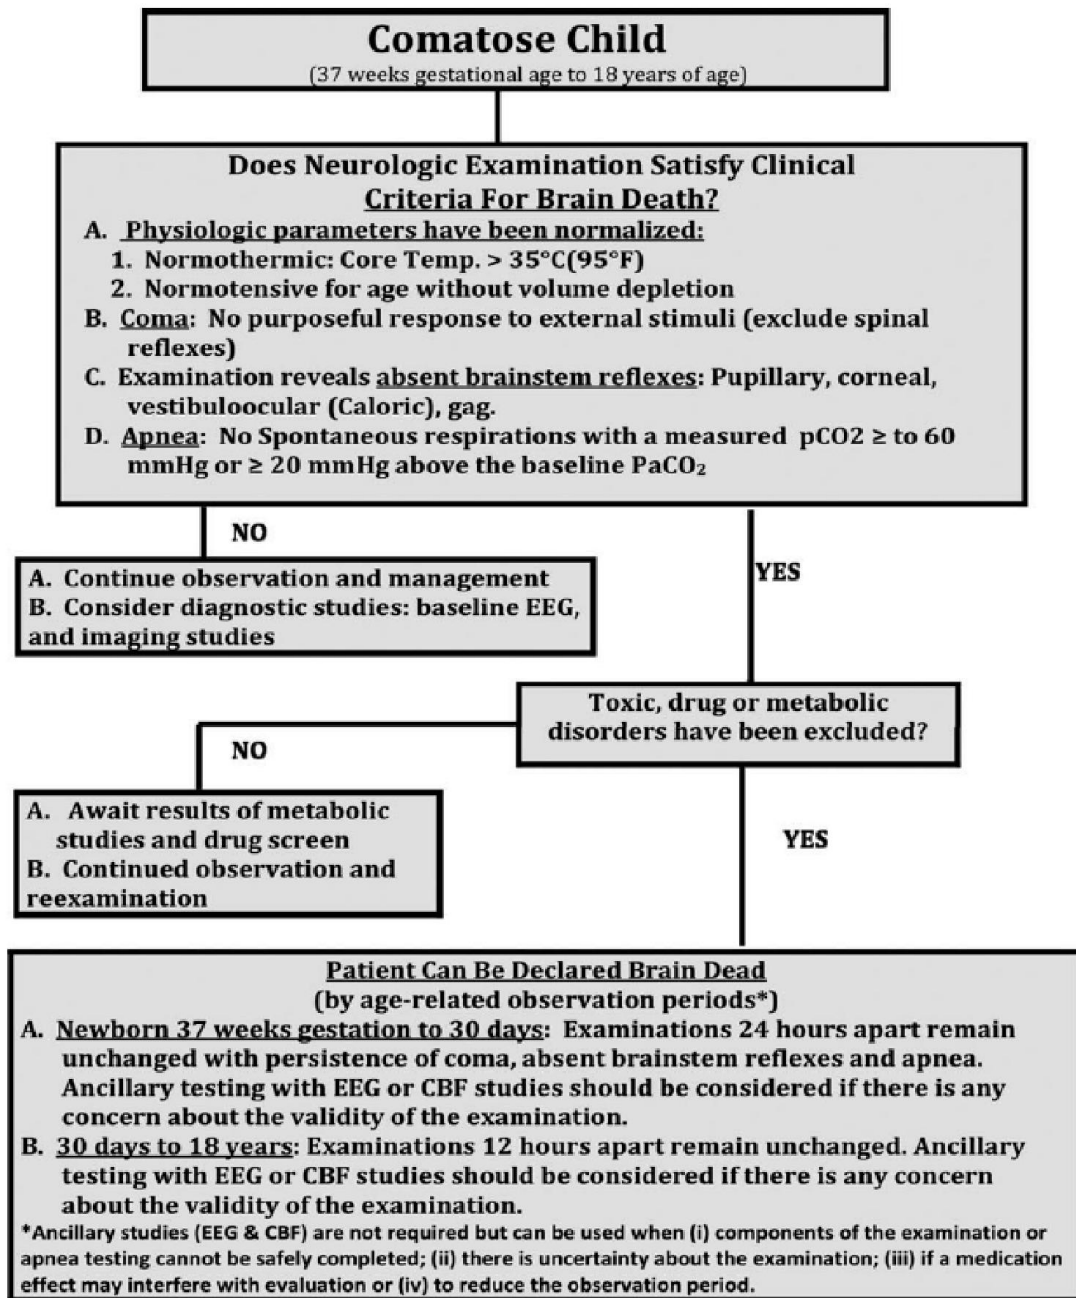 Comatose Child
(37 weeks gestational age to 18 years of age)
Does Neurologic Examination Satisfy Clinical
Criteria For Brain Death?
A. Physiologic parameters have been normalized:
1. Normothermic: Core Temp. > 35°C(95°F)
2. Normotensive for age without volume depletion
B. Coma: No purposeful response to external stimuli (exclude spinal
reflexes)
C. Examination reveals absent brainstem reflexes: Pupillary, corneal,
vestibuloocular (Caloric), gag.
D. Apnea: No Spontaneous respirations with a measured pCO2 ≥ to 60
mmHg or ≥ 20 mmHg above the baseline PaCO₂
NO
YES
A. Continue observation and management
B. Consider diagnostic studies: baseline EEG,
and imaging studies
Toxic, drug or metabolic
disorders have been excluded?
NO
YES
A. Await results of metabolic
studies and drug screen
B. Continued observation and
reexamination
Patient Can Be Declared Brain Dead
(by age-related observation periods*)
A. Newborn 37 weeks gestation to 30 days: Examinations 24 hours apart remain
unchanged with persistence of coma, absent brainstem reflexes and apnea.
Ancillary testing with EEG or CBF studies should be considered if there is any
concern about the validity of the examination.
B. 30 days to 18 years: Examinations 12 hours apart remain unchanged. Ancillary
testing with EEG or CBF studies should be considered if there is any concern
about the validity of the examination.
*Ancillary studies (EEG & CBF) are not required but can be used when (i) components of the examination or
apnea testing cannot be safely completed; (ii) there is uncertainty about the examination; (iii) if a medication
effect may interfere with evaluation or (iv) to reduce the observation period.